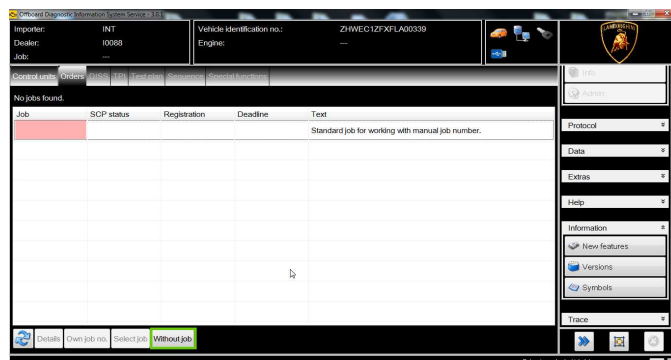 Offboard Diagnostic Information System Service - 3.0
Importer: INT
Dealer: I0088
Job: ---
Vehicle identification no.: ZHWEC1ZFXFLA00339
Engine: ---
LAMBORGHINI
Control units Orders DISS TPI Test plan Sequence Special functions
No jobs found.
Job SCP status Registration Deadline Text
Standard job for working with manual job number.
Info
Admin
Protocol
Data
Extras
Help
Information
New features
Versions
Symbols
Trace
Details Own job no. Select job Without job